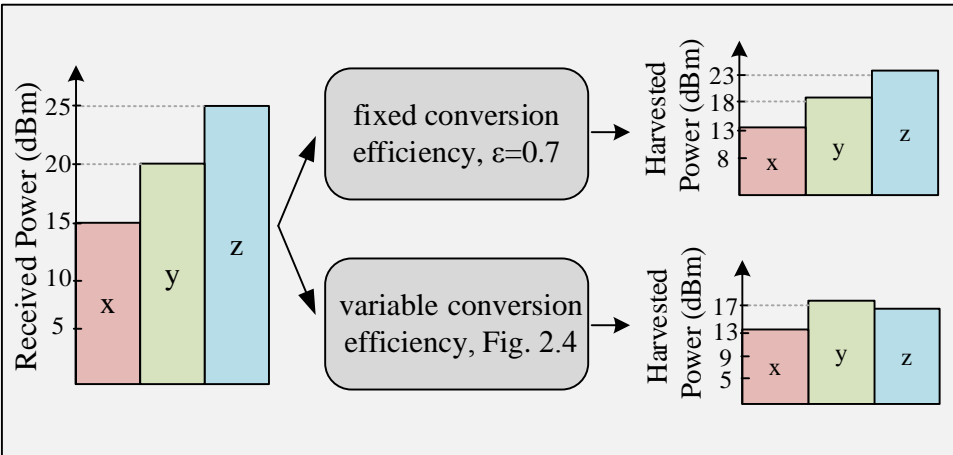 Received Power (dBm)
25
20
15
10
5
x
y
z
fixed conversion
efficiency, ε=0.7
variable conversion
efficiency, Fig. 2.4
Harvested
Power (dBm)
23
18
13
8
x
y
z
Harvested
Power (dBm)
17
13
9
5
x
y
z